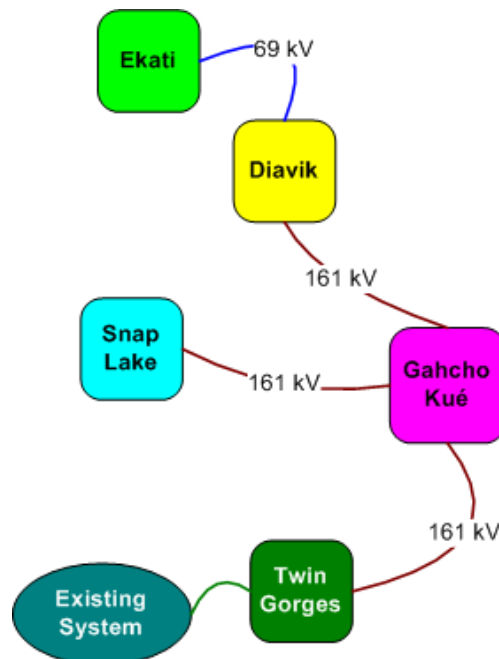 Ekati
69 kV
Diavik
161 kV
Snap
Lake
161 kV
Gahcho
Kué
161 kV
Twin
Gorges
Existing
System